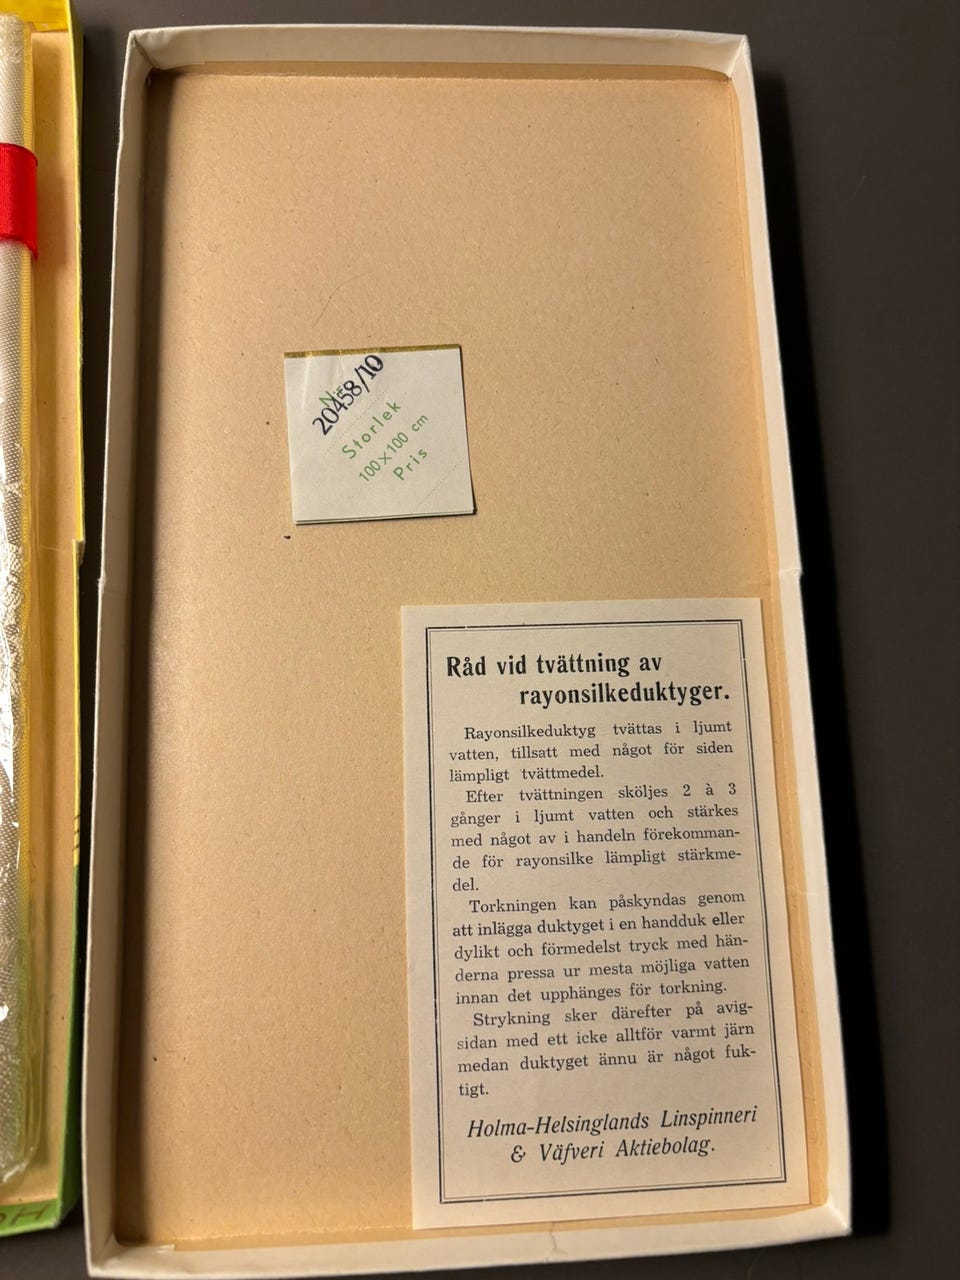 Nr
20458/10
Storlek
100×100 cm
Pris
Råd vid tvättning av
rayonsilkeduktyger.
Rayonsilkeduktyg tvättas i ljumt
vatten, tillsatt med något för siden
lämpligt tvättmedel.
Efter tvättningen sköljes 2 à 3
gånger i ljumt vatten och stärkes
med något av i handeln förekomman-
de för rayonsilke lämpligt stärkme-
del.
Torkningen kan påskyndas genom
att inlägga duktyget i en handduk eller
dylikt och förmedelst tryck med hän-
derna pressa ur mesta möjliga vatten
innan det upphänges för torkning.
Strykning sker därefter på avig-
sidan med ett icke alltför varmt järn
medan duktyget ännu är något fuk-
tigt.
Holma-Helsinglands Linspinneri
& Väfveri Aktiebolag.